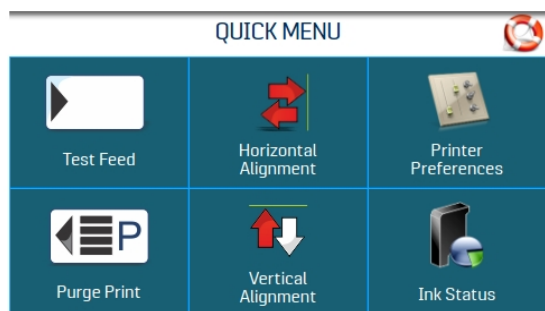 QUICK MENU
Test Feed
Horizontal
Alignment
Printer
Preferences
P
Purge Print
Vertical
Alignment
Ink Status